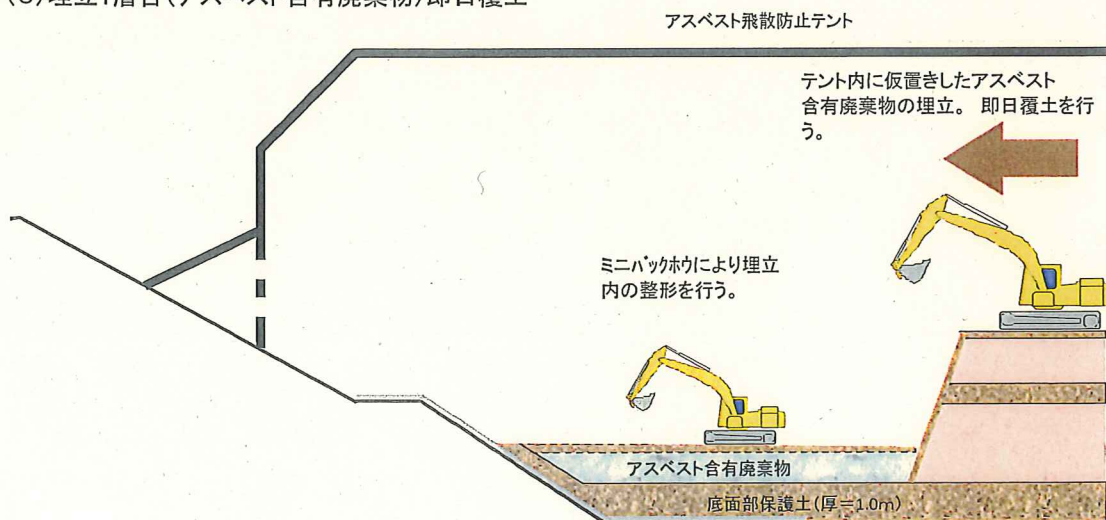 アスベスト飛散防止テント
テント内に仮置きしたアスベスト
含有廃棄物の埋立。 即日覆土を行
う。
ミニバックホウにより埋立
内の整形を行う。
アスベスト含有廃棄物
底面部保護土(厚=1.0m)